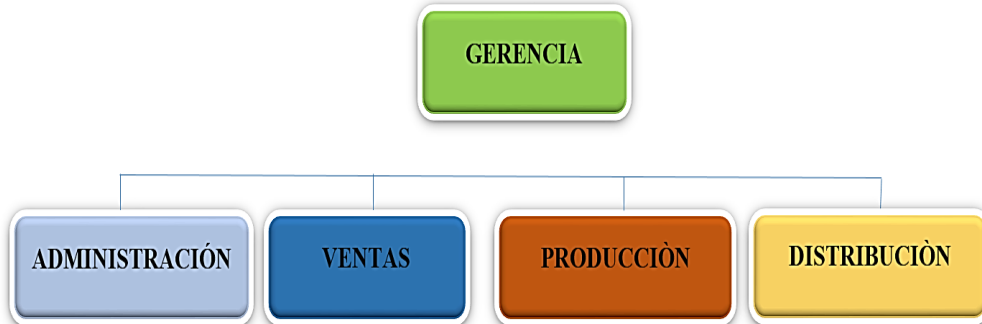 GERENCIA
ADMINISTRACIÓN
VENTAS
PRODUCCIÒN
DISTRIBUCIÒN